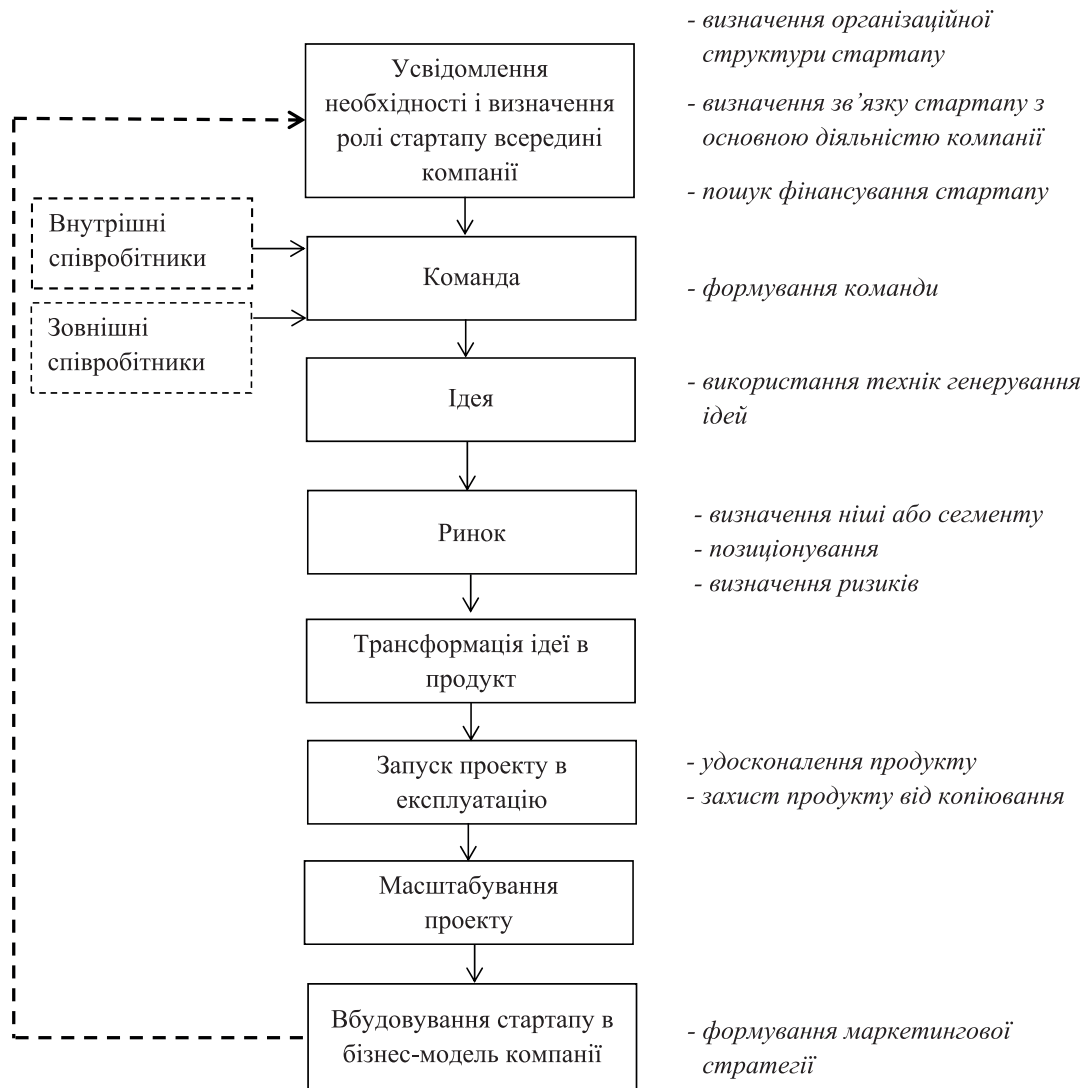 Усвідомлення
необхідності і визначення
ролі стартапу всередині
компанії
- визначення організаційної
структури стартапу
- визначення зв’язку стартапу з
основною діяльністю компанії
- пошук фінансування стартапу
Внутрішні
співробітники
Зовнішні
співробітники
Команда
- формування команди
Ідея
- використання технік генерування
ідей
Ринок
- визначення ніші або сегменту
- позиціонування
- визначення ризиків
Трансформація ідеї в
продукт
Запуск проекту в
експлуатацію
- удосконалення продукту
- захист продукту від копіювання
Масштабування
проекту
Вбудовування стартапу в
бізнес-модель компанії
- формування маркетингової
стратегії